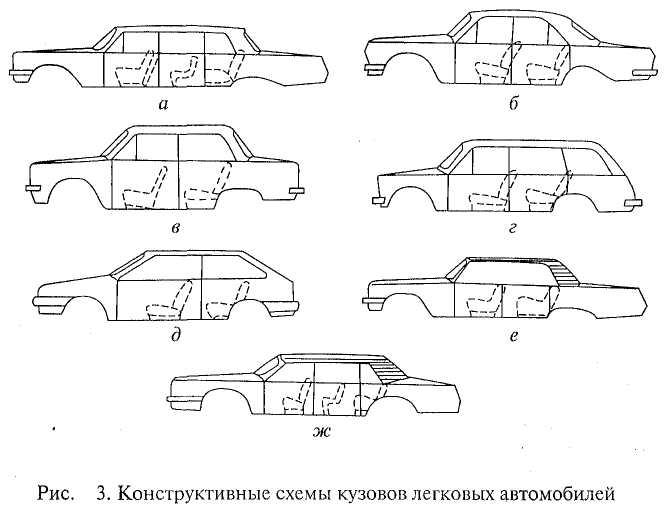 а
б
в
г
д
е
ж
Рис. 3. Конструктивные схемы кузовов легковых автомобилей